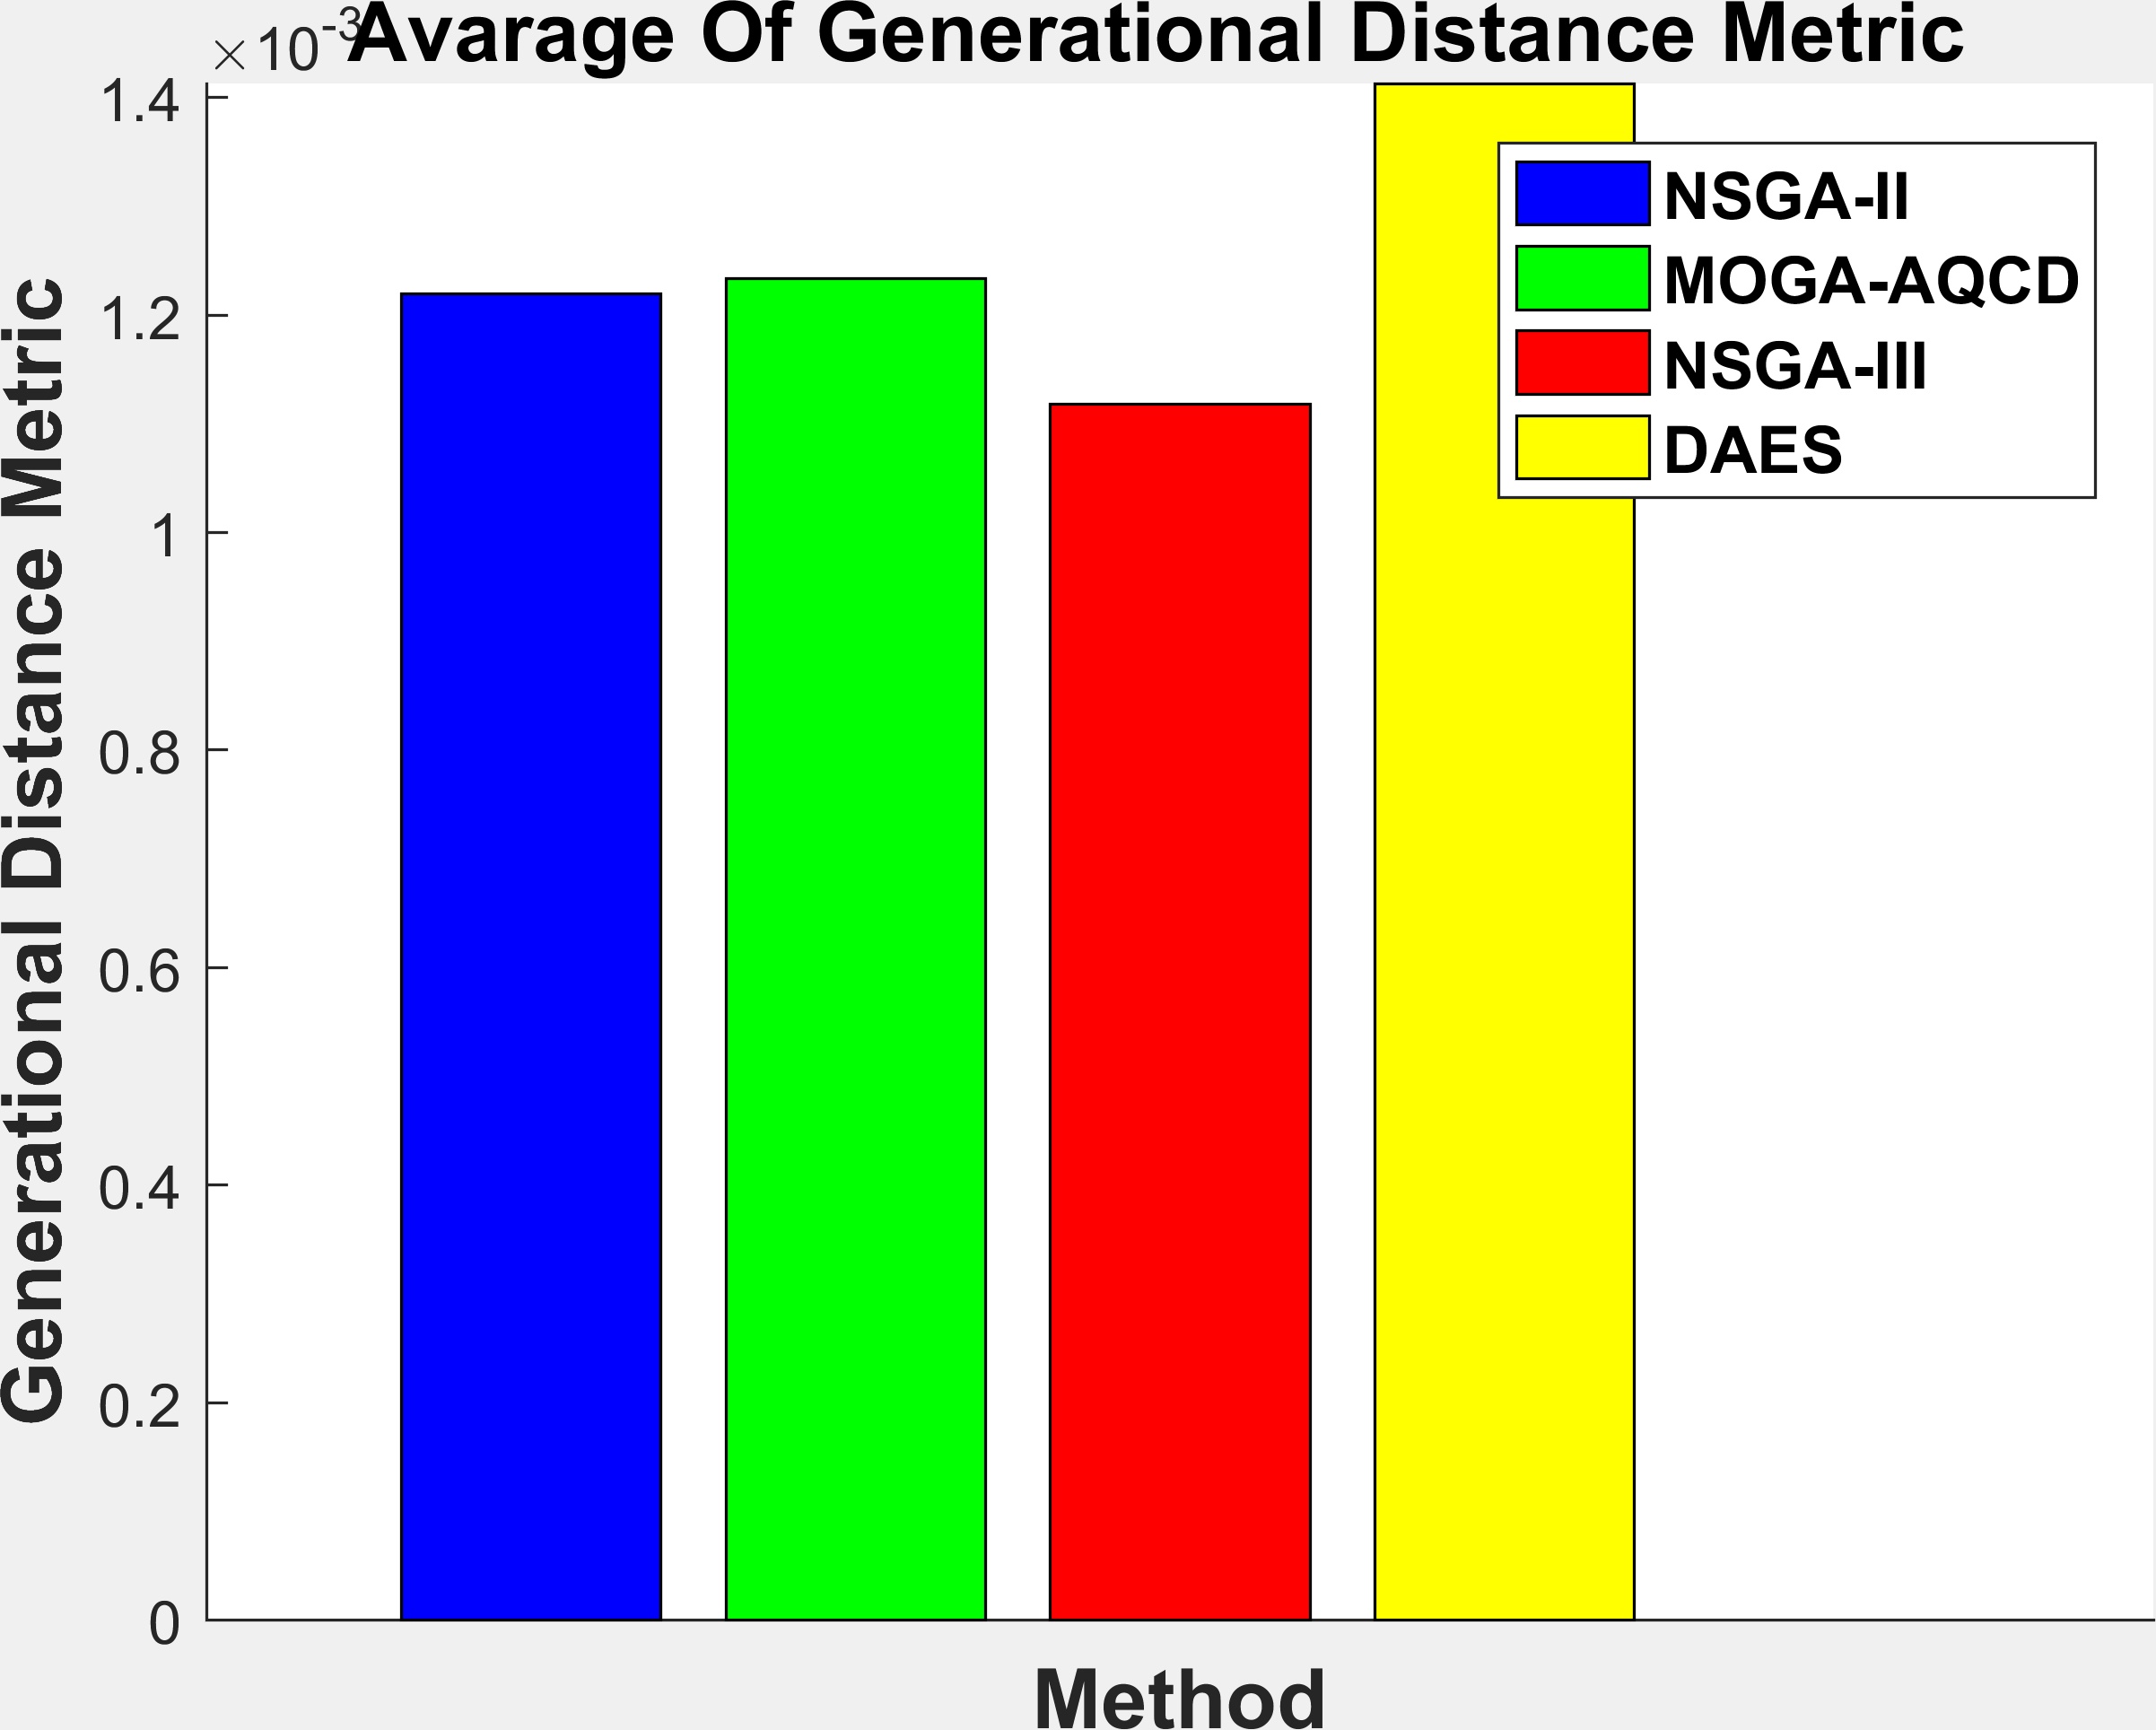 Avarage Of Generational Distance Metric
×10-3
1.4
1.2
1
0.8
0.6
0.4
0.2
0
Generational Distance Metric
NSGA-II
MOGA-AQCD
NSGA-III
DAES
Method